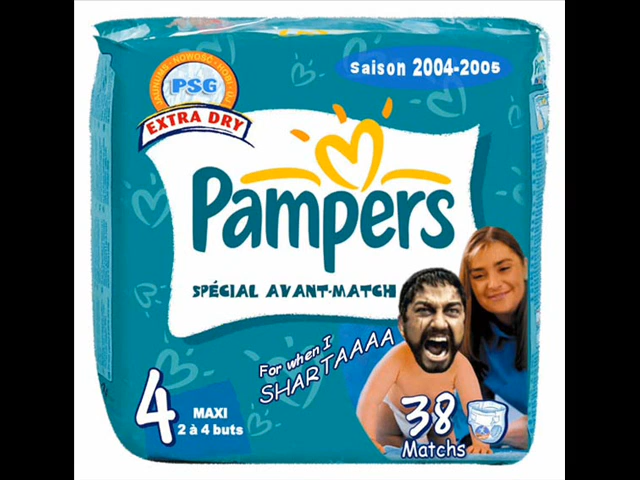 saison 2004-2005
PSG
EXTRA DRY
Pampers
SPÉCIAL AVANT-MATCH
For when I
SHARTAAAA
4
MAXI
2 à 4 buts
38
Matchs